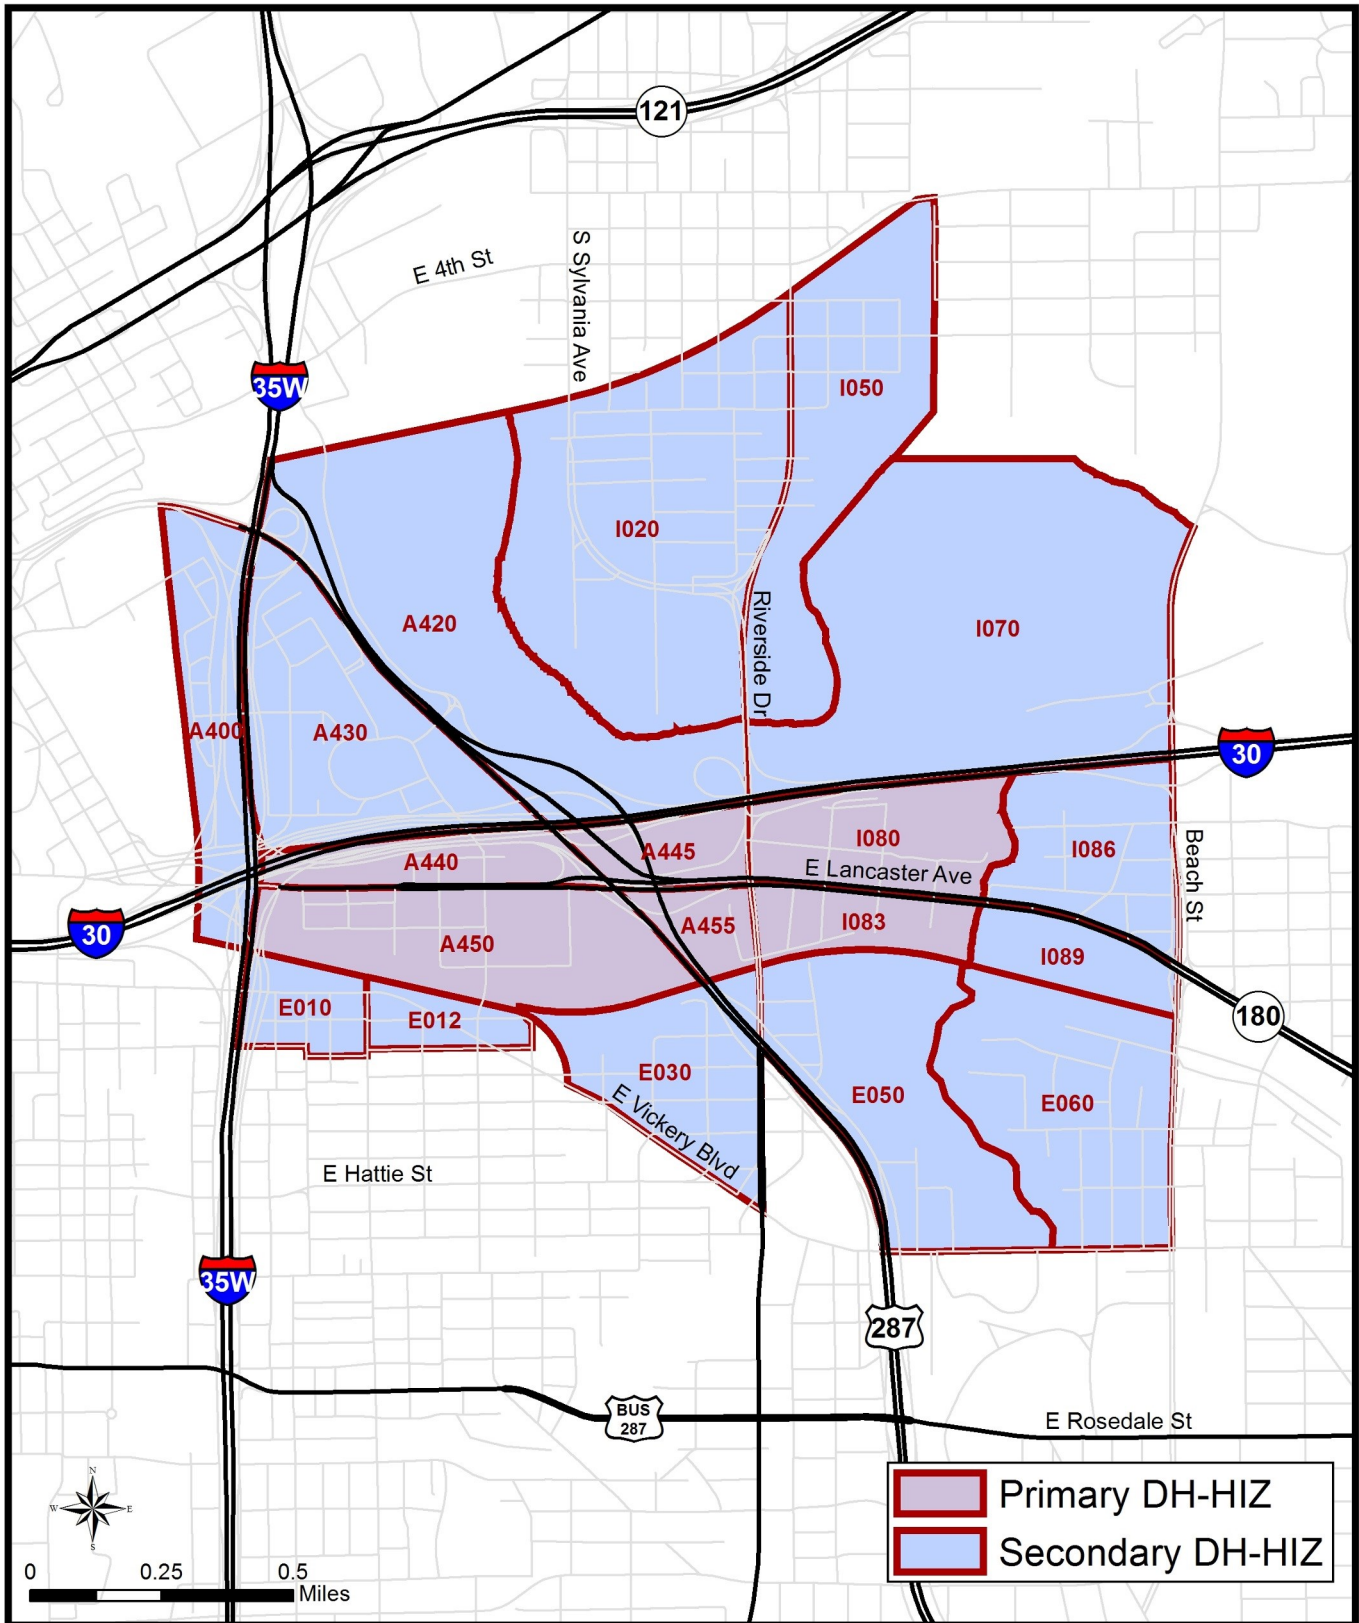 121
E 4th St
S Sylvania Ave
35W
I050
I020
A420
Riverside Dr
I070
A400
A430
30
A440
A445
I080
I086
E Lancaster Ave
Beach St
30
A450
A455
I083
I089
E010
E012
180
E030
E050
E060
E Vickery Blvd
E Hattie St
35W
287
BUS
287
E Rosedale St
N
W
E
S
Primary DH-HIZ
Secondary DH-HIZ
0
0.25
0.5
Miles